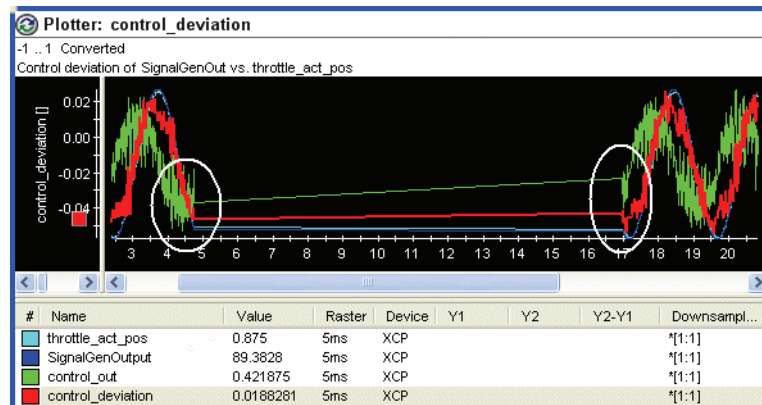 Plotter: control_deviation
-1 .. 1 Converted
Control deviation of SignalGenOut vs. throttle_act_pos
control_deviation []
0.02
0.00
-0.02
-0.04
3 4 5 6 7 8 9 10 11 12 13 14 15 16 17 18 19 20
# Name Value Raster Device Y1 Y2 Y2-Y1 Downsampl...
throttle_act_pos 0.875 5ms XCP *[1:1]
SignalGenOutput 89.3828 5ms XCP *[1:1]
control_out 0.421875 5ms XCP *[1:1]
control_deviation 0.0188281 5ms XCP *[1:1]